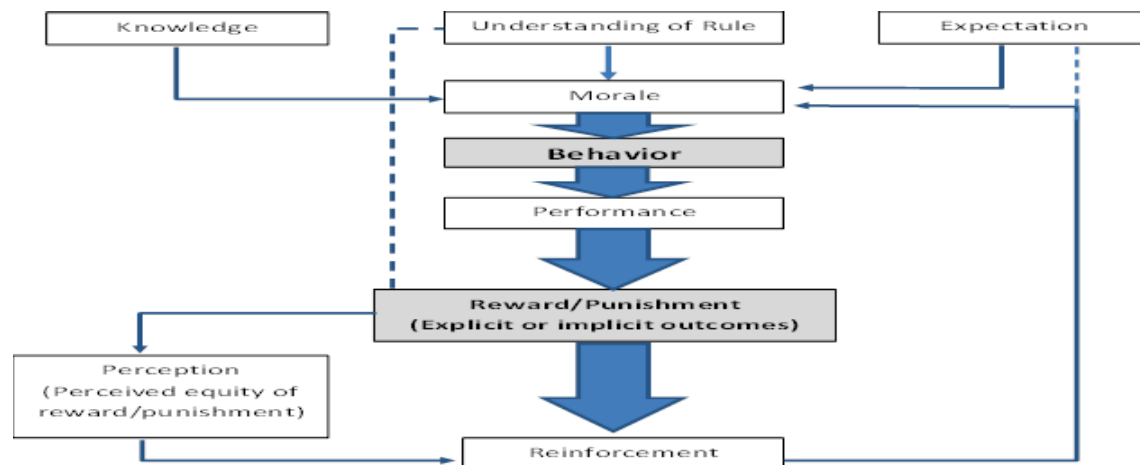 Knowledge
Understanding of Rule
Expectation
Morale
Behavior
Performance
Reward/Punishment
(Explicit or implicit outcomes)
Perception
(Perceived equity of
reward/punishment)
Reinforcement